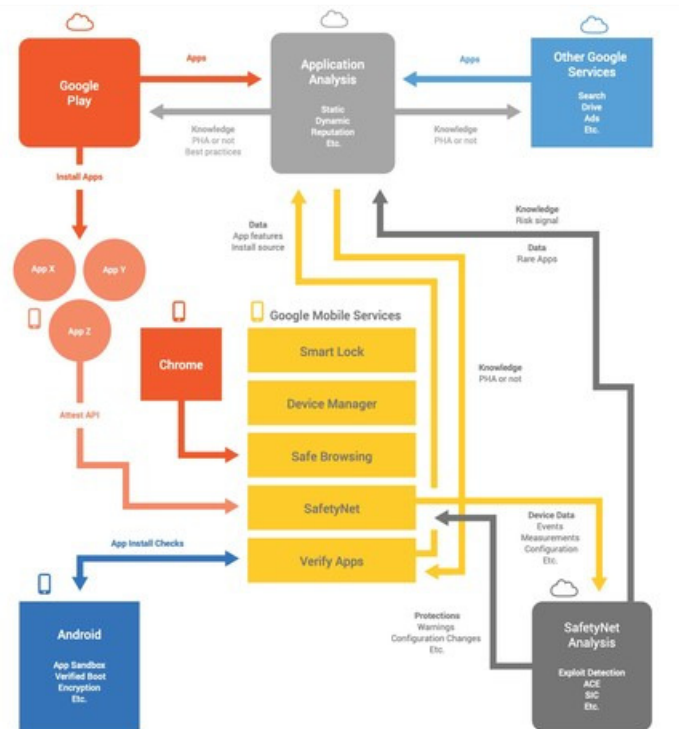 Google
Play
Apps
Application
Analysis
Static
Dynamic
Reputation
Etc.
Apps
Other Google
Services
Search
Drive
Ads
Etc.
Knowledge
PHA or not
Best practices
Knowledge
PHA or not
Install Apps
Data
App features
Install source
Knowledge
Risk signal
Data
Rare Apps
App X
App Y
App Z
Google Mobile Services
Smart Lock
Chrome
Knowledge
PHA or not
Device Manager
Attest API
Safe Browsing
SafetyNet
Device Data
Events
Measurements
Configuration
Etc.
App Install Checks
Verify Apps
Protections
Warnings
Configuration Changes
Etc.
Android
App Sandbox
Verified Boot
Encryption
Etc.
SafetyNet
Analysis
Exploit Detection
ACE
SIC
Etc.